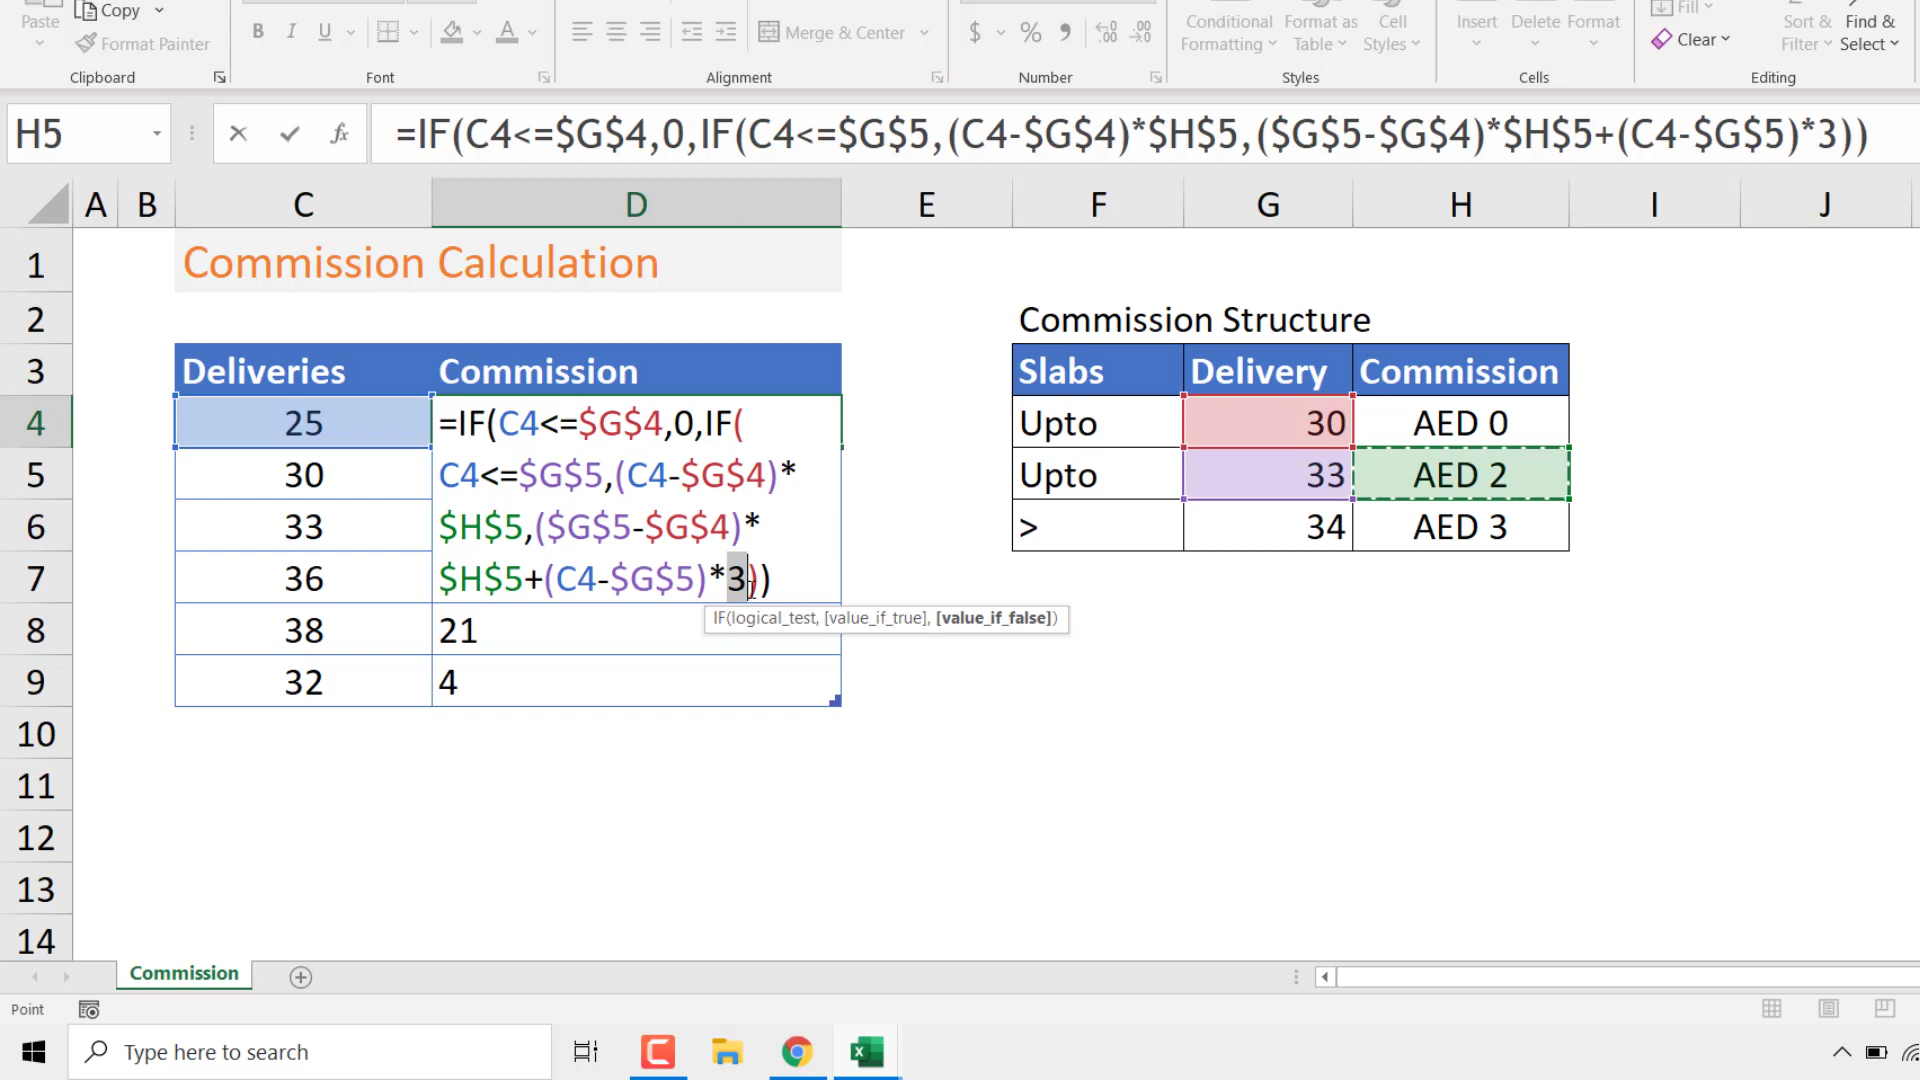 Paste
Copy
Format Painter
Clipboard
B I U
A
Font
Merge & Center
Alignment
$ % 9
.00
.00
Number
Conditional Formatting
Format as Table
Cell Styles
Styles
Insert
Delete
Format
Cells
Fill
Clear
Sort & Filter
Find & Select
Editing
H5
fx
=IF(C4<=$G$4,0,IF(C4<=$G$5,(C4-$G$4)*$H$5,($G$5-$G$4)*$H$5+(C4-$G$5)*3))
A B C D E F G H I J
1 Commission Calculation
2 Commission Structure
3 Deliveries Commission Slabs Delivery Commission
4 25 =IF(C4<=$G$4,0,IF( Upto 30 AED 0
5 30 C4<=$G$5,(C4-$G$4)* Upto 33 AED 2
6 33 $H$5,($G$5-$G$4)* > 34 AED 3
7 36 $H$5+(C4-$G$5)*3))
IF(logical_test, [value_if_true], [value_if_false])
8 38 21
9 32 4
10
11
12
13
14
Commission
Point
Type here to search